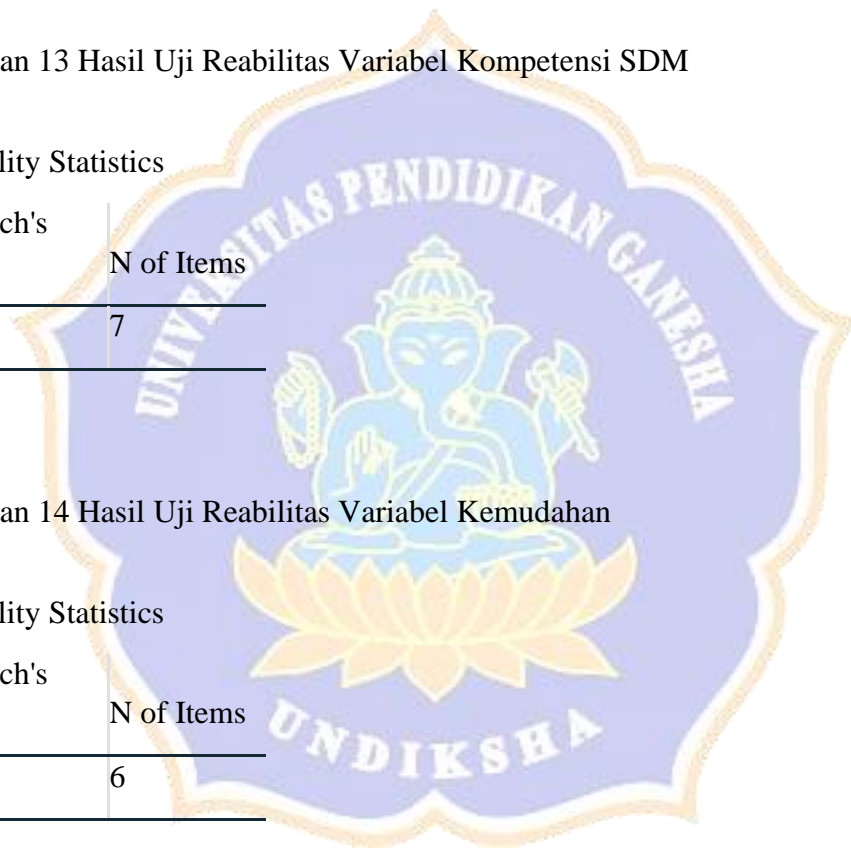 an 13 Hasil Uji Reabilitas Variabel Kompetensi SDM
lity Statistics
ch's
N of Items
7
an 14 Hasil Uji Reabilitas Variabel Kemudahan
lity Statistics
ch's
N of Items
6
UNIVERSITAS PENDIDIKAN GANESHA
UNDIKSHA